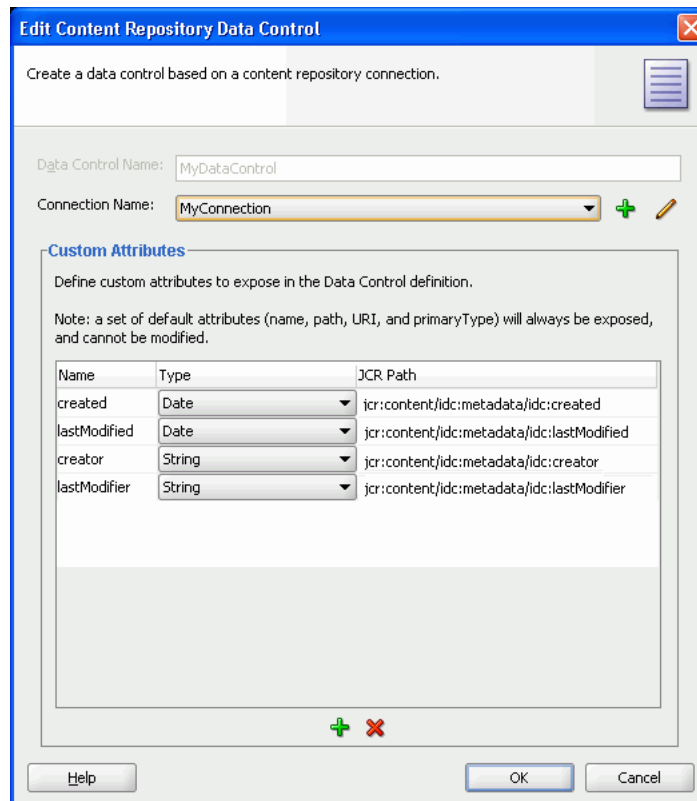 Edit Content Repository Data Control
Create a data control based on a content repository connection.
Data Control Name: MyDataControl
Connection Name: MyConnection
Custom Attributes
Define custom attributes to expose in the Data Control definition.
Note: a set of default attributes (name, path, URI, and primaryType) will always be exposed,
and cannot be modified.
Name Type JCR Path
created Date jcr:content/idc:metadata/idc:created
lastModified Date jcr:content/idc:metadata/idc:lastModified
creator String jcr:content/idc:metadata/idc:creator
lastModifier String jcr:content/idc:metadata/idc:lastModifier
Help OK Cancel